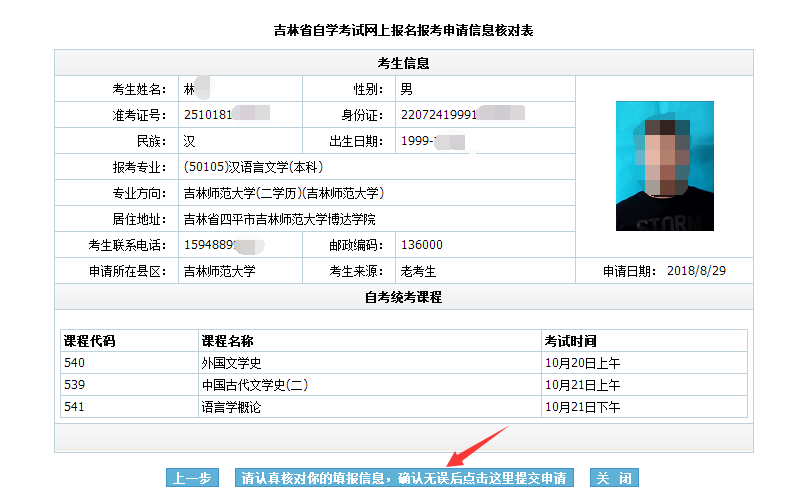 吉林省自学考试网上报名报考申请信息核对表
考生信息
考生姓名： 林 性别： 男
准考证号： 2510181 身份证： 22072419991
民族： 汉 出生日期： 1999-
报考专业： (50105)汉语言文学(本科)
专业方向： 吉林师范大学(二学历)(吉林师范大学)
居住地址： 吉林省四平市吉林师范大学博达学院
考生联系电话： 1594889 邮政编码： 136000
申请所在县区： 吉林师范大学 考生来源： 老考生 申请日期： 2018/8/29
STORM
自考统考课程
课程代码 课程名称 考试时间
540 外国文学史 10月20日上午
539 中国古代文学史(二) 10月21日上午
541 语言学概论 10月21日下午
上一步 请认真核对你的填报信息，确认无误后点击这里提交申请 关 闭